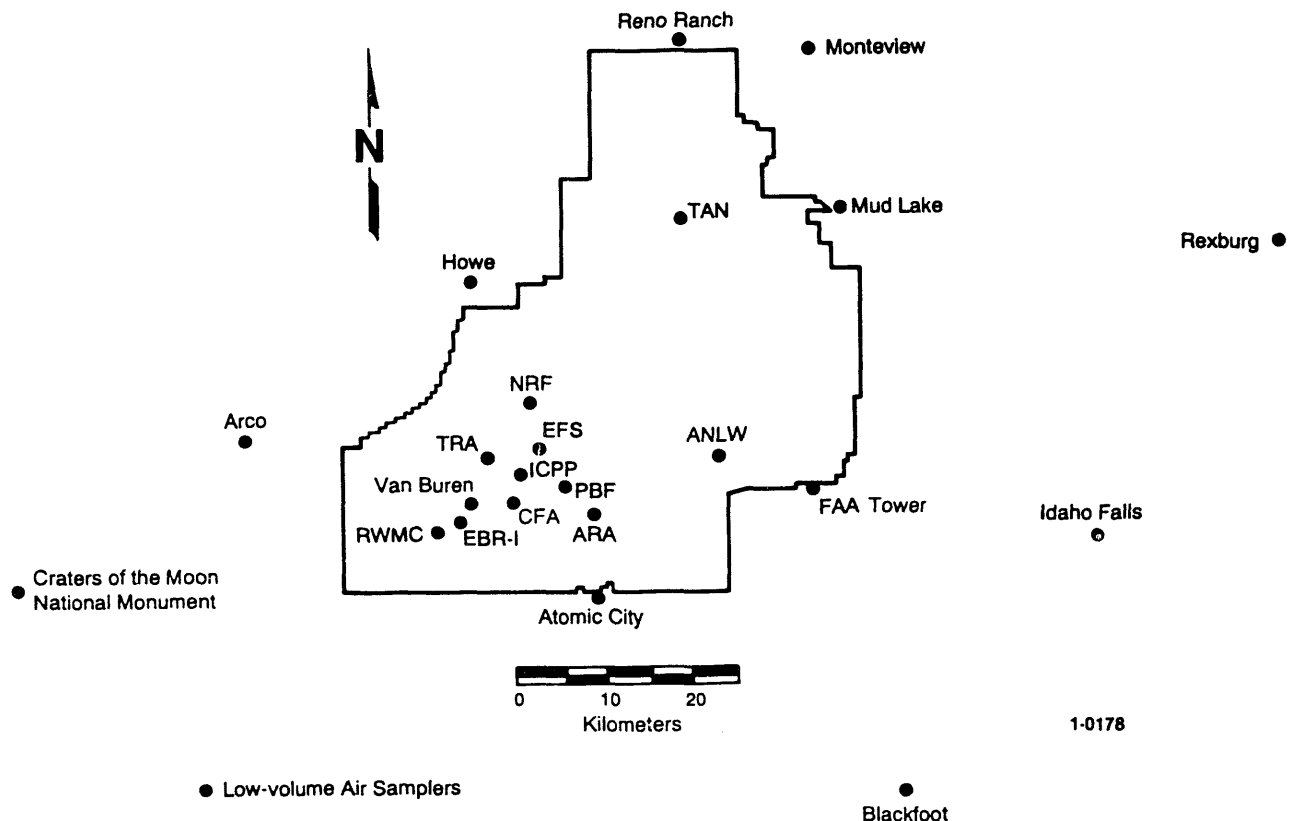 Reno Ranch
Monteview
N
TAN
Mud Lake
Rexburg
Howe
NRF
Arco
EFS
TRA
ANLW
ICPP
Van Buren
PBF
FAA Tower
CFA
Idaho Falls
RWMC
EBR-I
ARA
Craters of the Moon
National Monument
Atomic City
0 10 20
Kilometers
1-0178
Low-volume Air Samplers
Blackfoot